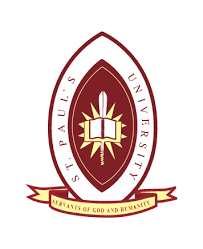 ST. PAUL'S UNIVERSITY
SERVANTS OF GOD AND HUMANITY